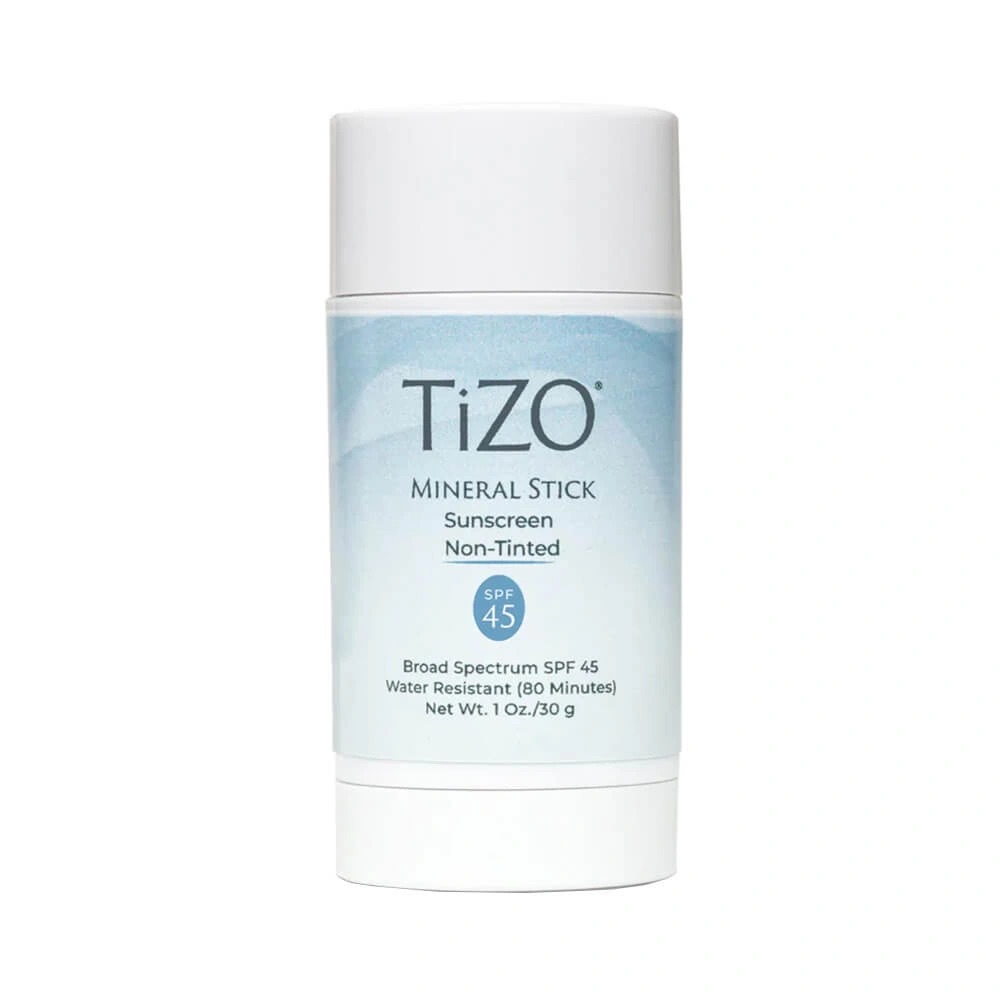 TiZO®
MINERAL STICK
Sunscreen
Non-Tinted
SPF
45
Broad Spectrum SPF 45
Water Resistant (80 Minutes)
Net Wt. 1 Oz./30 g